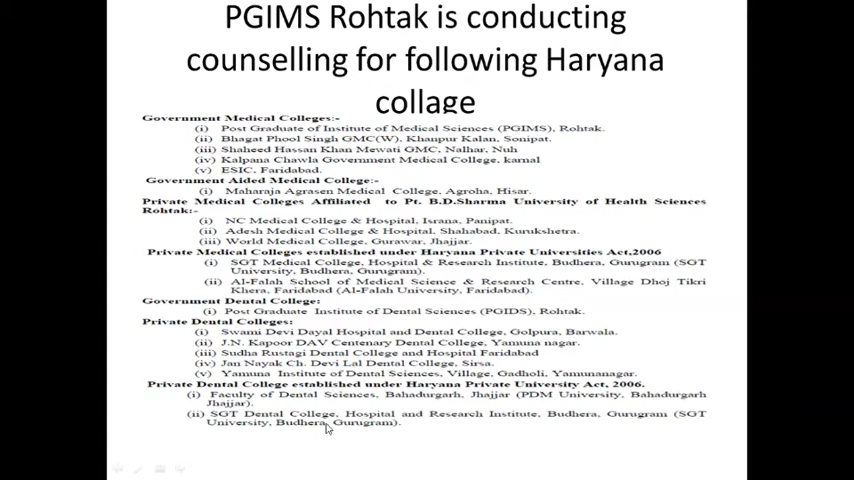 PGIMS Rohtak is conducting
counselling for following Haryana
collage
Government Medical Colleges:-
(i) Post Graduate of Institute of Medical Sciences (PGIMS), Rohtak.
(ii) Bhagat Phool Singh GMC(W), Khanpur Kalan, Sonipat.
(iii) Shaheed Hassan Khan Mewati GMC, Nalhar, Nuh
(iv) Kalpana Chawla Government Medical College, karnal
(v) ESIC, Faridabad.
Government Aided Medical College:-
(i) Maharaja Agrasen Medical College, Agroha, Hisar.
Private Medical Colleges Affiliated to Pt. B.D.Sharma University of Health Sciences
Rohtak:-
(i) NC Medical College & Hospital, Israna, Panipat.
(ii) Adesh Medical College & Hospital, Shahabad, Kurukshetra.
(iii) World Medical College, Gurawar, Jhajjar.
Private Medical Colleges established under Haryana Private Universities Act,2006
(i) SGT Medical College, Hospital & Research Institute, Budhera, Gurugram (SGT
University, Budhera, Gurugram).
(ii) Al-Falah School of Medical Science & Research Centre, Village Dhoj Tikri
Khera, Faridabad (Al-Falah University, Faridabad).
Government Dental College:
(i) Post Graduate Institute of Dental Sciences (PGIDS), Rohtak.
Private Dental Colleges:
(i) Swami Devi Dayal Hospital and Dental College, Golpura, Barwala.
(ii) J.N. Kapoor DAV Centenary Dental College, Yamuna nagar.
(iii) Sudha Rustagi Dental College and Hospital Faridabad
(iv) Jan Nayak Ch. Devi Lal Dental College, Sirsa.
(v) Yamuna Institute of Dental Sciences, Village, Gadholi, Yamunanagar.
Private Dental College established under Haryana Private University Act, 2006.
(i) Faculty of Dental Sciences, Bahadurgarh, Jhajjar (PDM University, Bahadurgarh
Jhajjar).
(ii) SGT Dental College, Hospital and Research Institute, Budhera, Gurugram (SGT
University, Budhera, Gurugram).